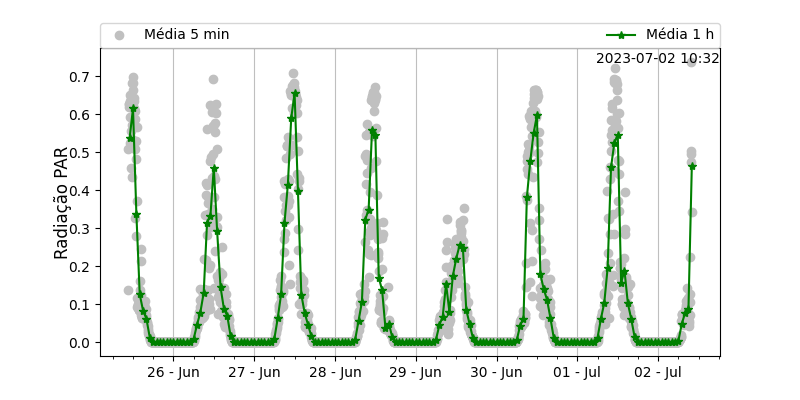 Média 5 min
Média 1 h
2023-07-02 10:32
Radiação PAR
0.7
0.6
0.5
0.4
0.3
0.2
0.1
0.0
26 - Jun
27 - Jun
28 - Jun
29 - Jun
30 - Jun
01 - Jul
02 - Jul